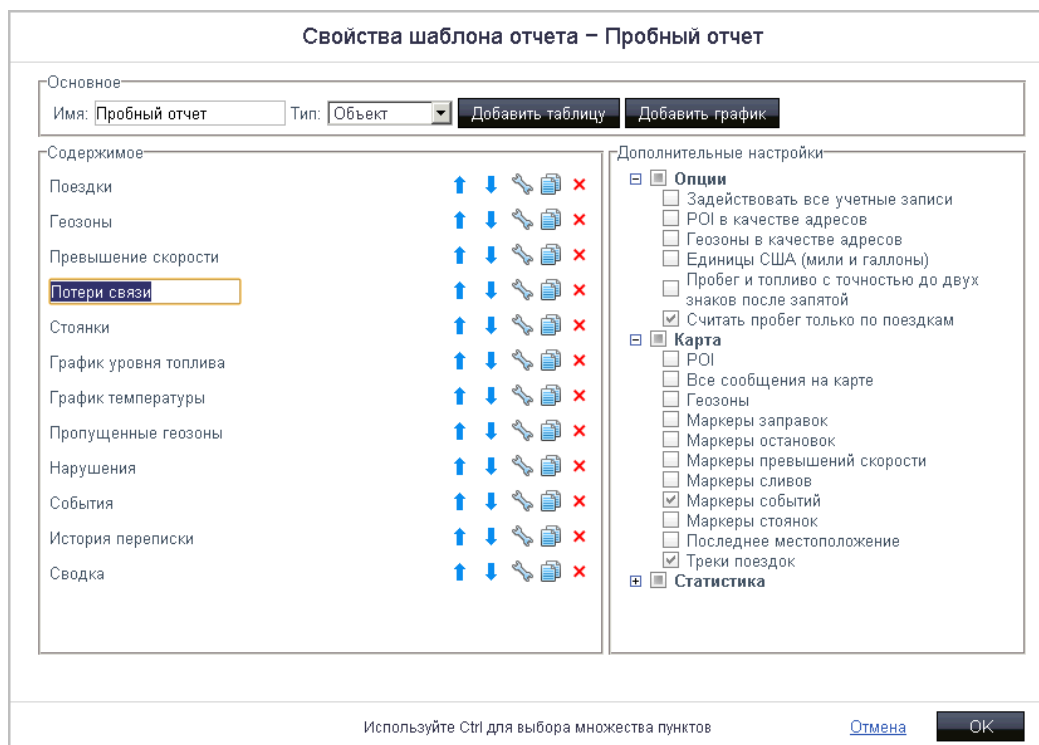 Свойства шаблона отчета – Пробный отчет
Основное
Имя: Пробный отчет Тип: Объект Добавить таблицу Добавить график
Содержимое
Поездки
Геозоны
Превышение скорости
Потери связи
Стоянки
График уровня топлива
График температуры
Пропущенные геозоны
Нарушения
События
История переписки
Сводка
Дополнительные настройки
Опции
Задействовать все учетные записи
POI в качестве адресов
Геозоны в качестве адресов
Единицы США (мили и галлоны)
Пробег и топливо с точностью до двух
знаков после запятой
Считать пробег только по поездкам
Карта
POI
Все сообщения на карте
Геозоны
Маркеры заправок
Маркеры остановок
Маркеры превышений скорости
Маркеры сливов
Маркеры событий
Маркеры стоянок
Последнее местоположение
Треки поездок
Статистика
Используйте Ctrl для выбора множества пунктов
Отмена
OK